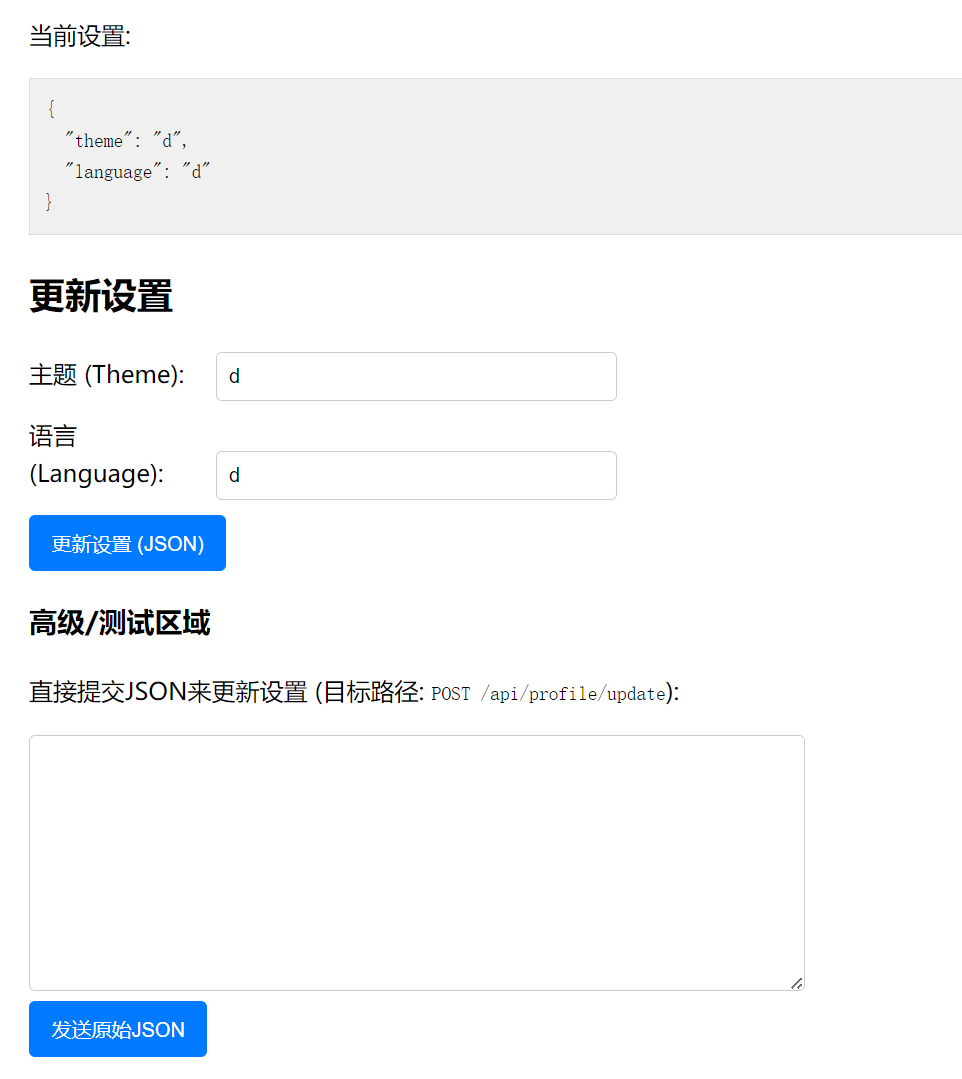 当前设置:
{
  "theme": "d",
  "language": "d"
}
更新设置
主题 (Theme):
d
语言
(Language):
d
更新设置 (JSON)
高级/测试区域
直接提交JSON来更新设置 (目标路径: POST /api/profile/update):
发送原始JSON